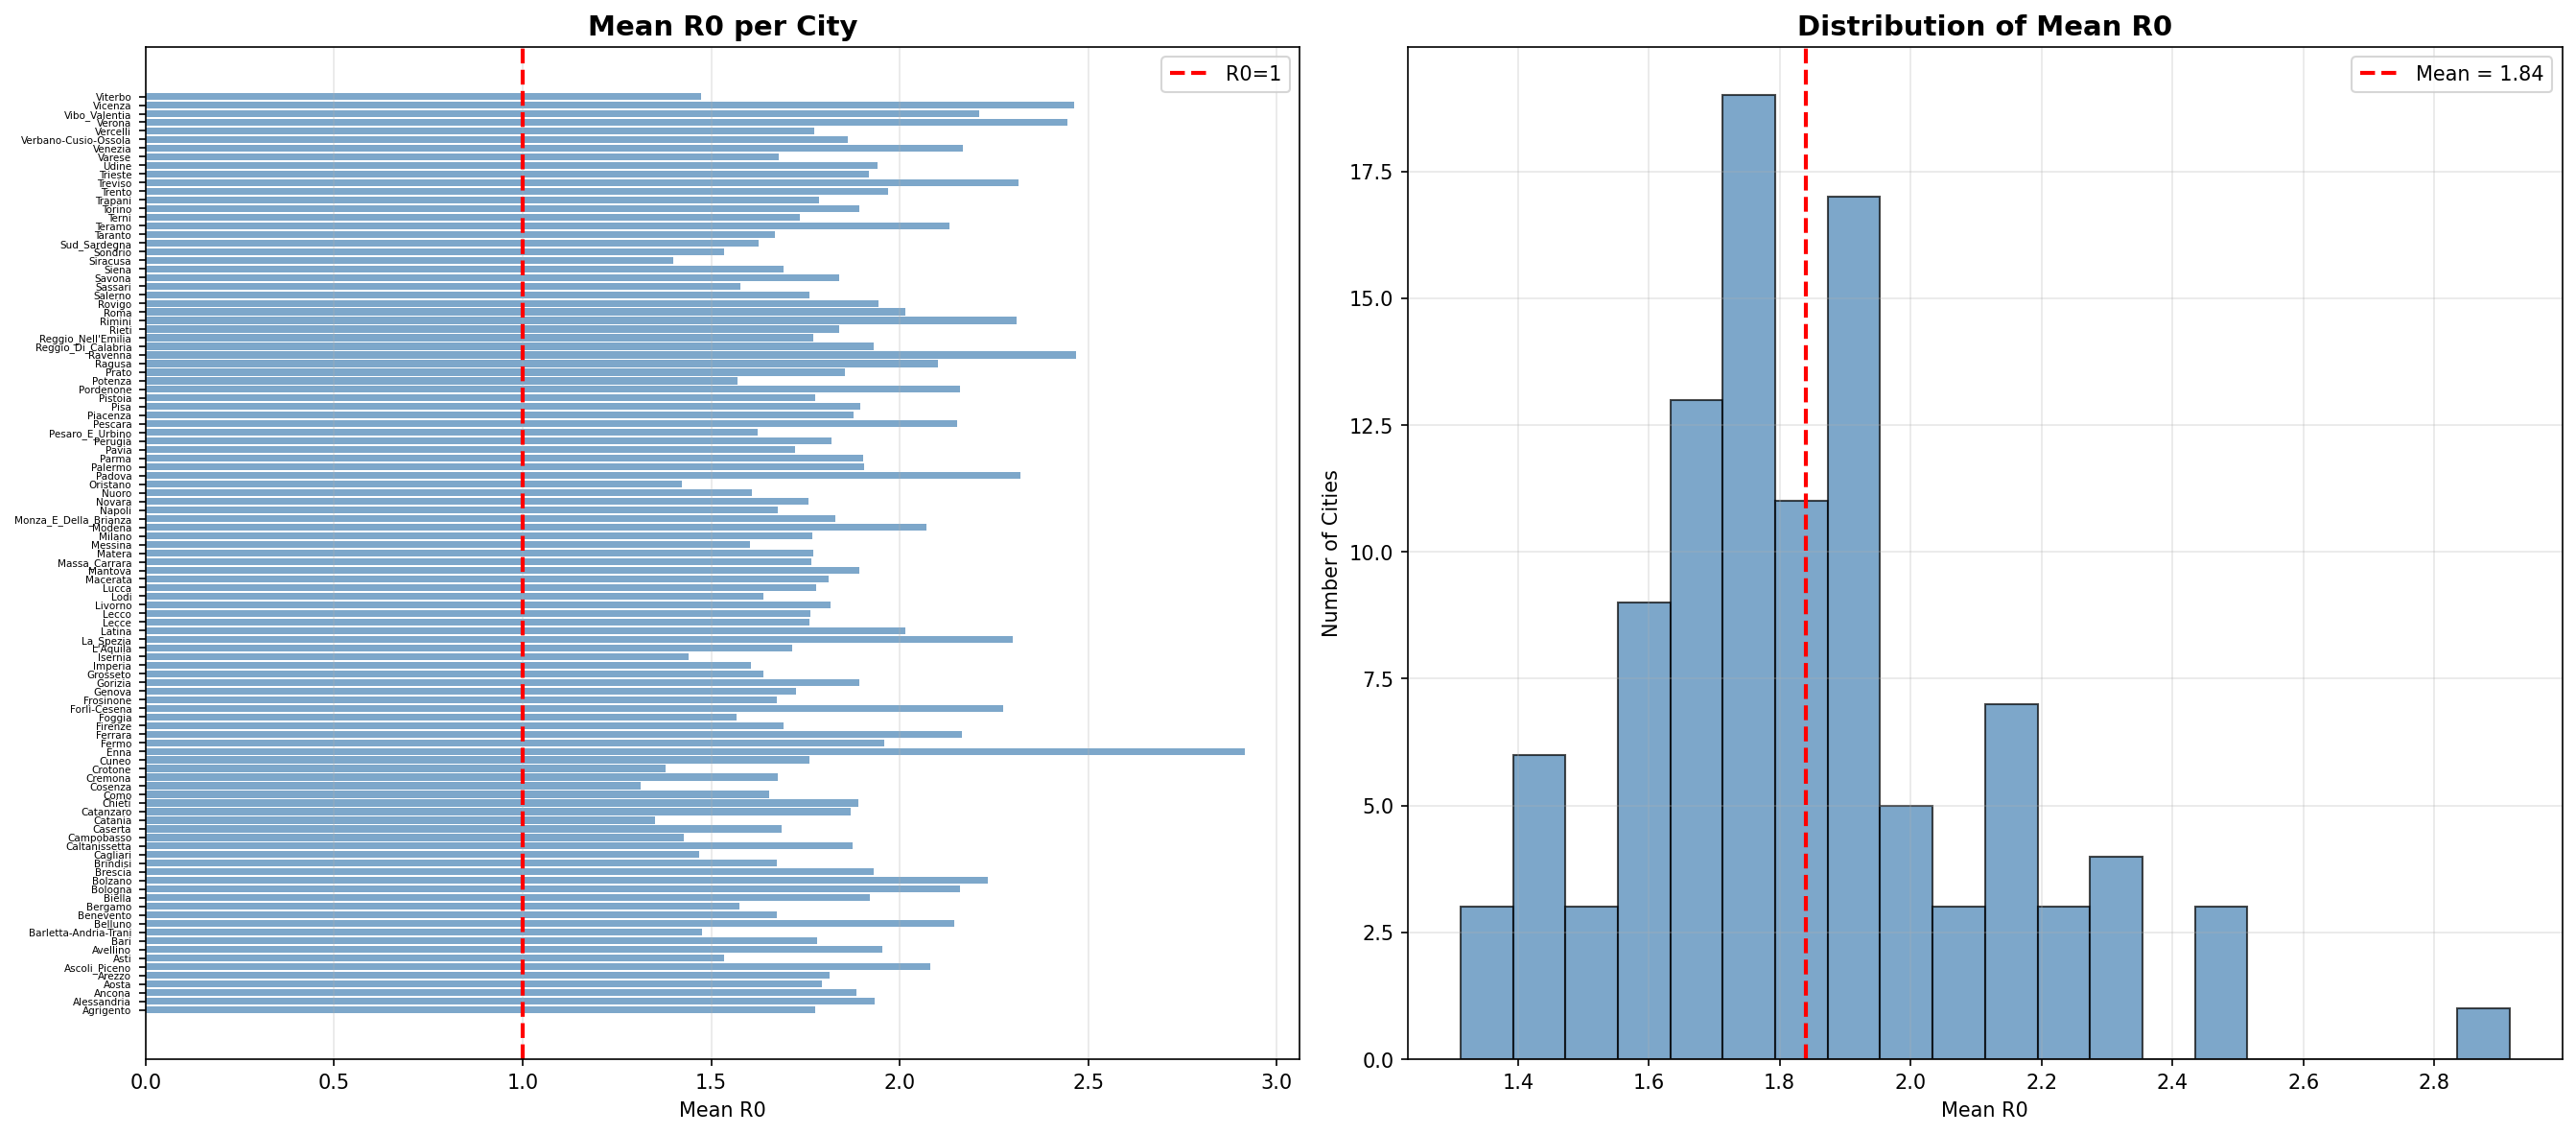 Mean R0 per City
R0=1
Viterbo
Vicenza
Vibo_Valentia
Verona
Vercelli
Verbano-Cusio-Ossola
Venezia
Varese
Udine
Trieste
Treviso
Trento
Trapani
Torino
Terni
Teramo
Taranto
Sud_Sardegna
Sondrio
Siracusa
Siena
Savona
Sassari
Salerno
Rovigo
Roma
Rimini
Rieti
Reggio_Nell'Emilia
Reggio_Di_Calabria
Ravenna
Ragusa
Prato
Potenza
Pordenone
Pistoia
Pisa
Piacenza
Pescara
Pesaro_E_Urbino
Perugia
Pavia
Parma
Palermo
Padova
Oristano
Nuoro
Novara
Napoli
Monza_E_Della_Brianza
Modena
Milano
Messina
Matera
Massa_Carrara
Mantova
Macerata
Lucca
Lodi
Livorno
Lecco
Lecce
Latina
La_Spezia
L'Aquila
Isernia
Imperia
Grosseto
Gorizia
Genova
Frosinone
Forlì-Cesena
Foggia
Firenze
Ferrara
Fermo
Enna
Cuneo
Crotone
Cremona
Cosenza
Como
Chieti
Catanzaro
Catania
Caserta
Campobasso
Caltanissetta
Cagliari
Brindisi
Brescia
Bolzano
Bologna
Biella
Bergamo
Benevento
Belluno
Barletta-Andria-Trani
Bari
Avellino
Asti
Ascoli_Piceno
Arezzo
Aosta
Ancona
Alessandria
Agrigento
0.0 0.5 1.0 1.5 2.0 2.5 3.0
Mean R0
Distribution of Mean R0
Mean = 1.84
Number of Cities
17.5
15.0
12.5
10.0
7.5
5.0
2.5
0.0
1.4 1.6 1.8 2.0 2.2 2.4 2.6 2.8
Mean R0